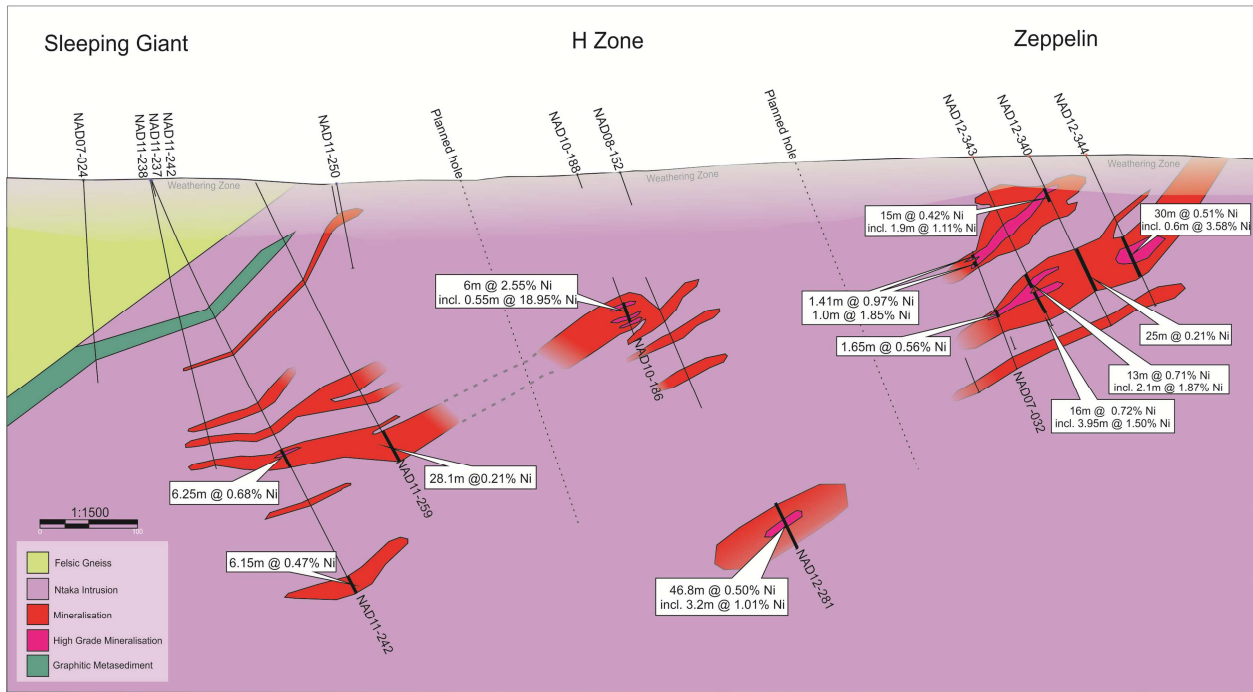 Sleeping Giant
H Zone
Zeppelin
NAD07-024
NAD11-238
NAD11-237
NAD11-242
NAD11-250
Planned hole
NAD10-188
NAD08-152
Planned hole
NAD12-343
NAD12-340
NAD12-344
Weathering Zone
Weathering Zone
Weathering Zone
15m @ 0.42% Ni
incl. 1.9m @ 1.11% Ni
30m @ 0.51% Ni
incl. 0.6m @ 3.58% Ni
6m @ 2.55% Ni
incl. 0.55m @ 18.95% Ni
1.41m @ 0.97% Ni
1.0m @ 1.85% Ni
1.65m @ 0.56% Ni
25m @ 0.21% Ni
NAD10-186
13m @ 0.71% Ni
incl. 2.1m @ 1.87% Ni
NAD07-032
16m @ 0.72% Ni
incl. 3.95m @ 1.50% Ni
6.25m @ 0.68% Ni
28.1m @0.21% Ni
NAD11-259
1:1500
0
100
6.15m @ 0.47% Ni
NAD11-242
46.8m @ 0.50% Ni
incl. 3.2m @ 1.01% Ni
NAD12-281
Felsic Gneiss
Ntaka Intrusion
Mineralisation
High Grade Mineralisation
Graphitic Metasediment